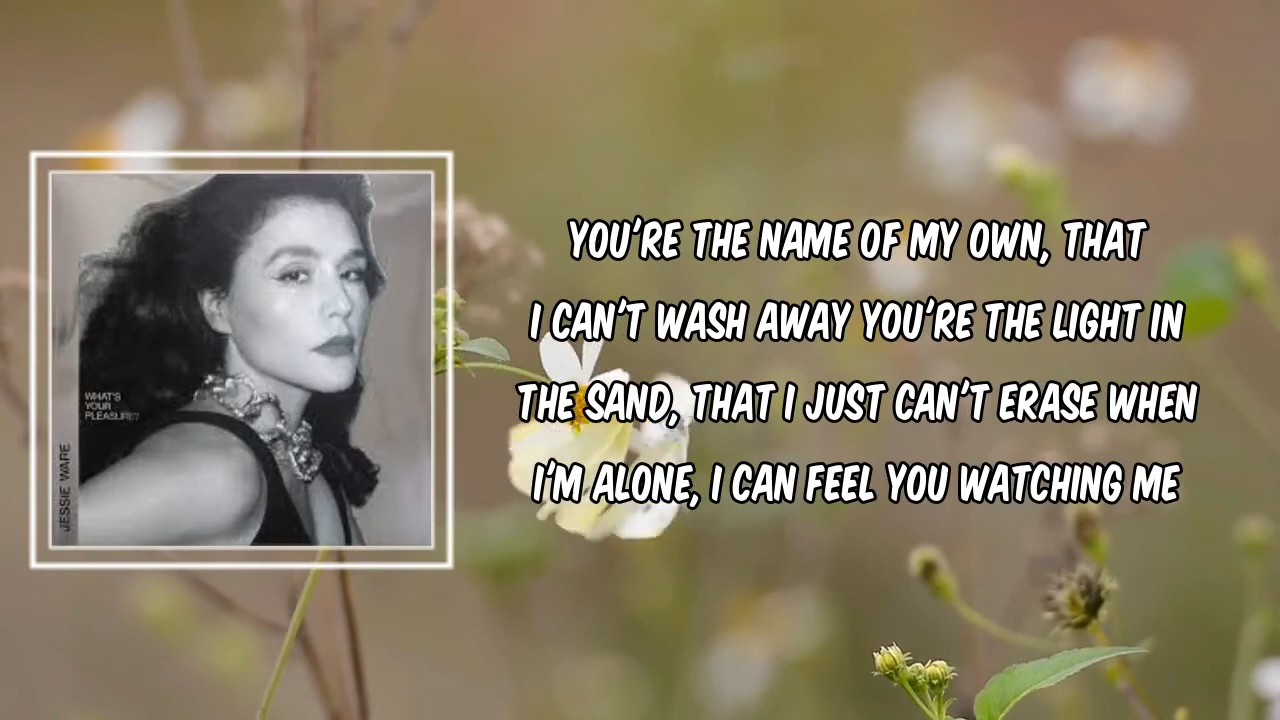 WHAT'S
YOUR
PLEASURE?
JESSIE WARE
YOU'RE THE NAME OF MY OWN, THAT
I CAN'T WASH AWAY YOU'RE THE LIGHT IN
THE SAND, THAT I JUST CAN'T ERASE WHEN
I'M ALONE, I CAN FEEL YOU WATCHING ME